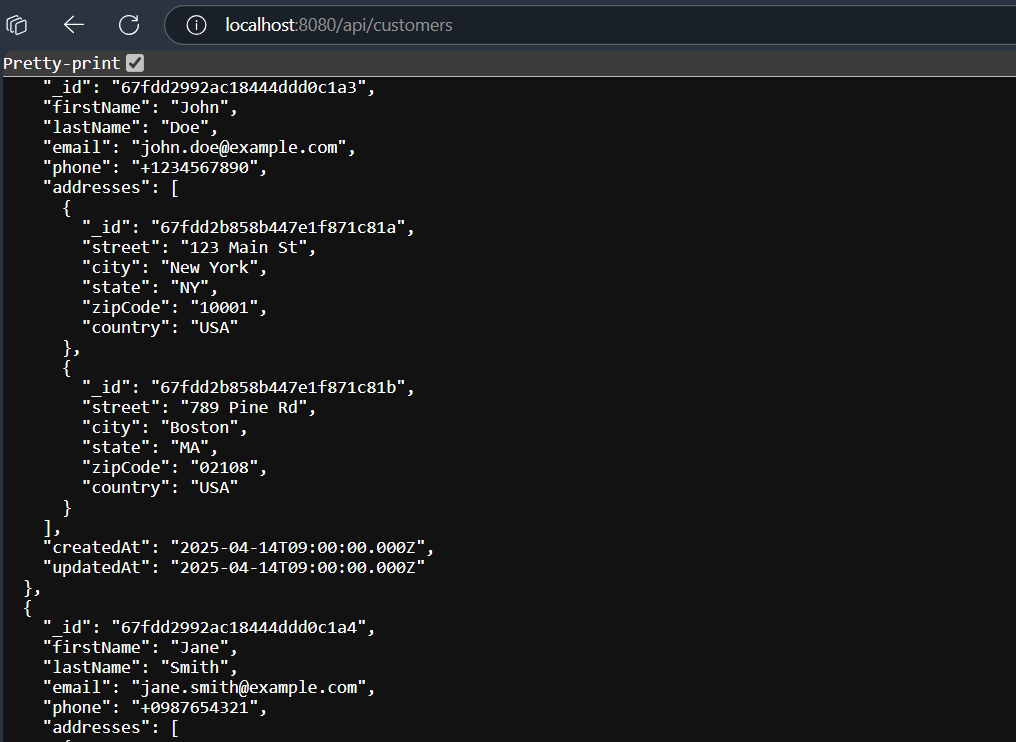 localhost:8080/api/customers
Pretty-print
"_id": "67fdd2992ac18444ddd0c1a3",
"firstName": "John",
"lastName": "Doe",
"email": "john.doe@example.com",
"phone": "+1234567890",
"addresses": [
{
"_id": "67fdd2b858b447e1f871c81a",
"street": "123 Main St",
"city": "New York",
"state": "NY",
"zipCode": "10001",
"country": "USA"
},
{
"_id": "67fdd2b858b447e1f871c81b",
"street": "789 Pine Rd",
"city": "Boston",
"state": "MA",
"zipCode": "02108",
"country": "USA"
}
],
"createdAt": "2025-04-14T09:00:00.000Z",
"updatedAt": "2025-04-14T09:00:00.000Z"
},
{
"_id": "67fdd2992ac18444ddd0c1a4",
"firstName": "Jane",
"lastName": "Smith",
"email": "jane.smith@example.com",
"phone": "+0987654321",
"addresses": [